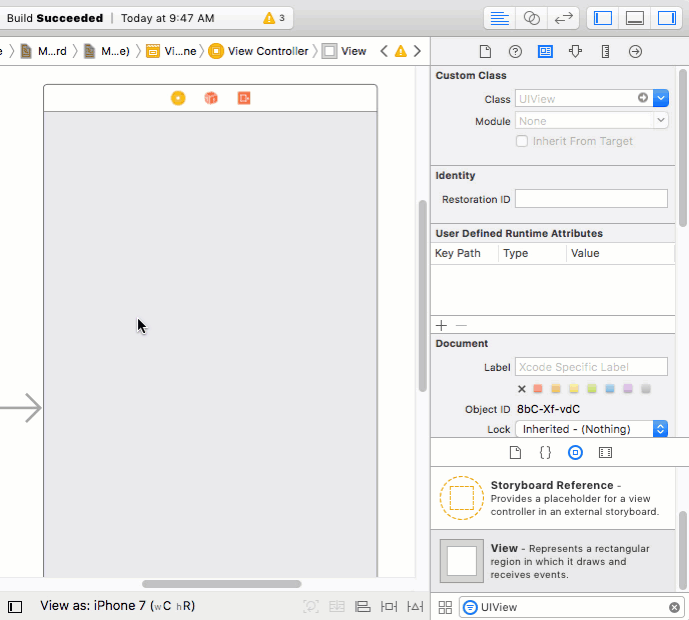 Build Succeeded | Today at 9:47 AM 3
M...rd M...e) Vi...ne View Controller View
Custom Class
Class UIView
Module None
Inherit From Target
Identity
Restoration ID
User Defined Runtime Attributes
Key Path Type Value
Document
Label Xcode Specific Label
Object ID 8bC-Xf-vdC
Lock Inherited - (Nothing)
Storyboard Reference -
Provides a placeholder for a view
controller in an external storyboard.
View - Represents a rectangular
region in which it draws and
receives events.
View as: iPhone 7 (wC hR)
UIView